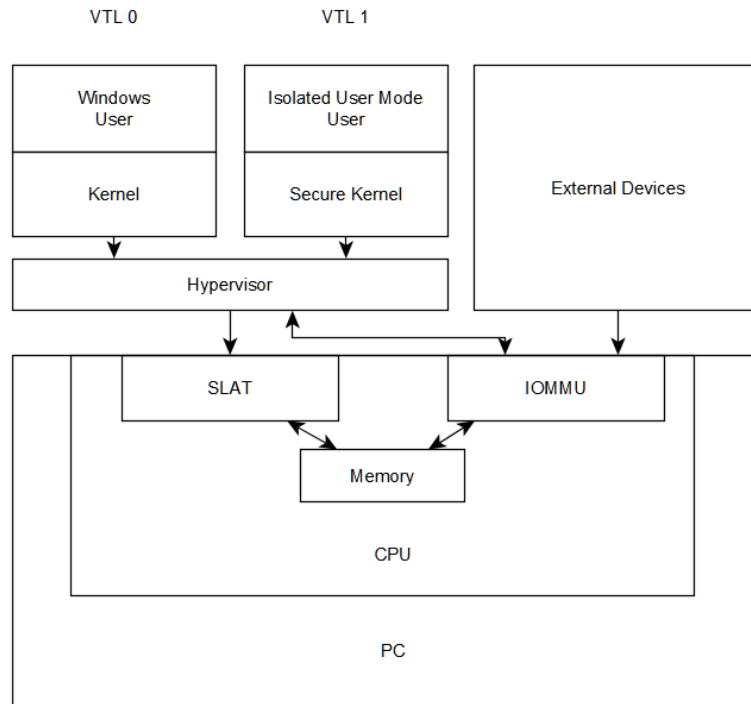 VTL 0
VTL 1
Windows
User
Isolated User Mode
User
Kernel
Secure Kernel
External Devices
Hypervisor
SLAT
IOMMU
Memory
CPU
PC